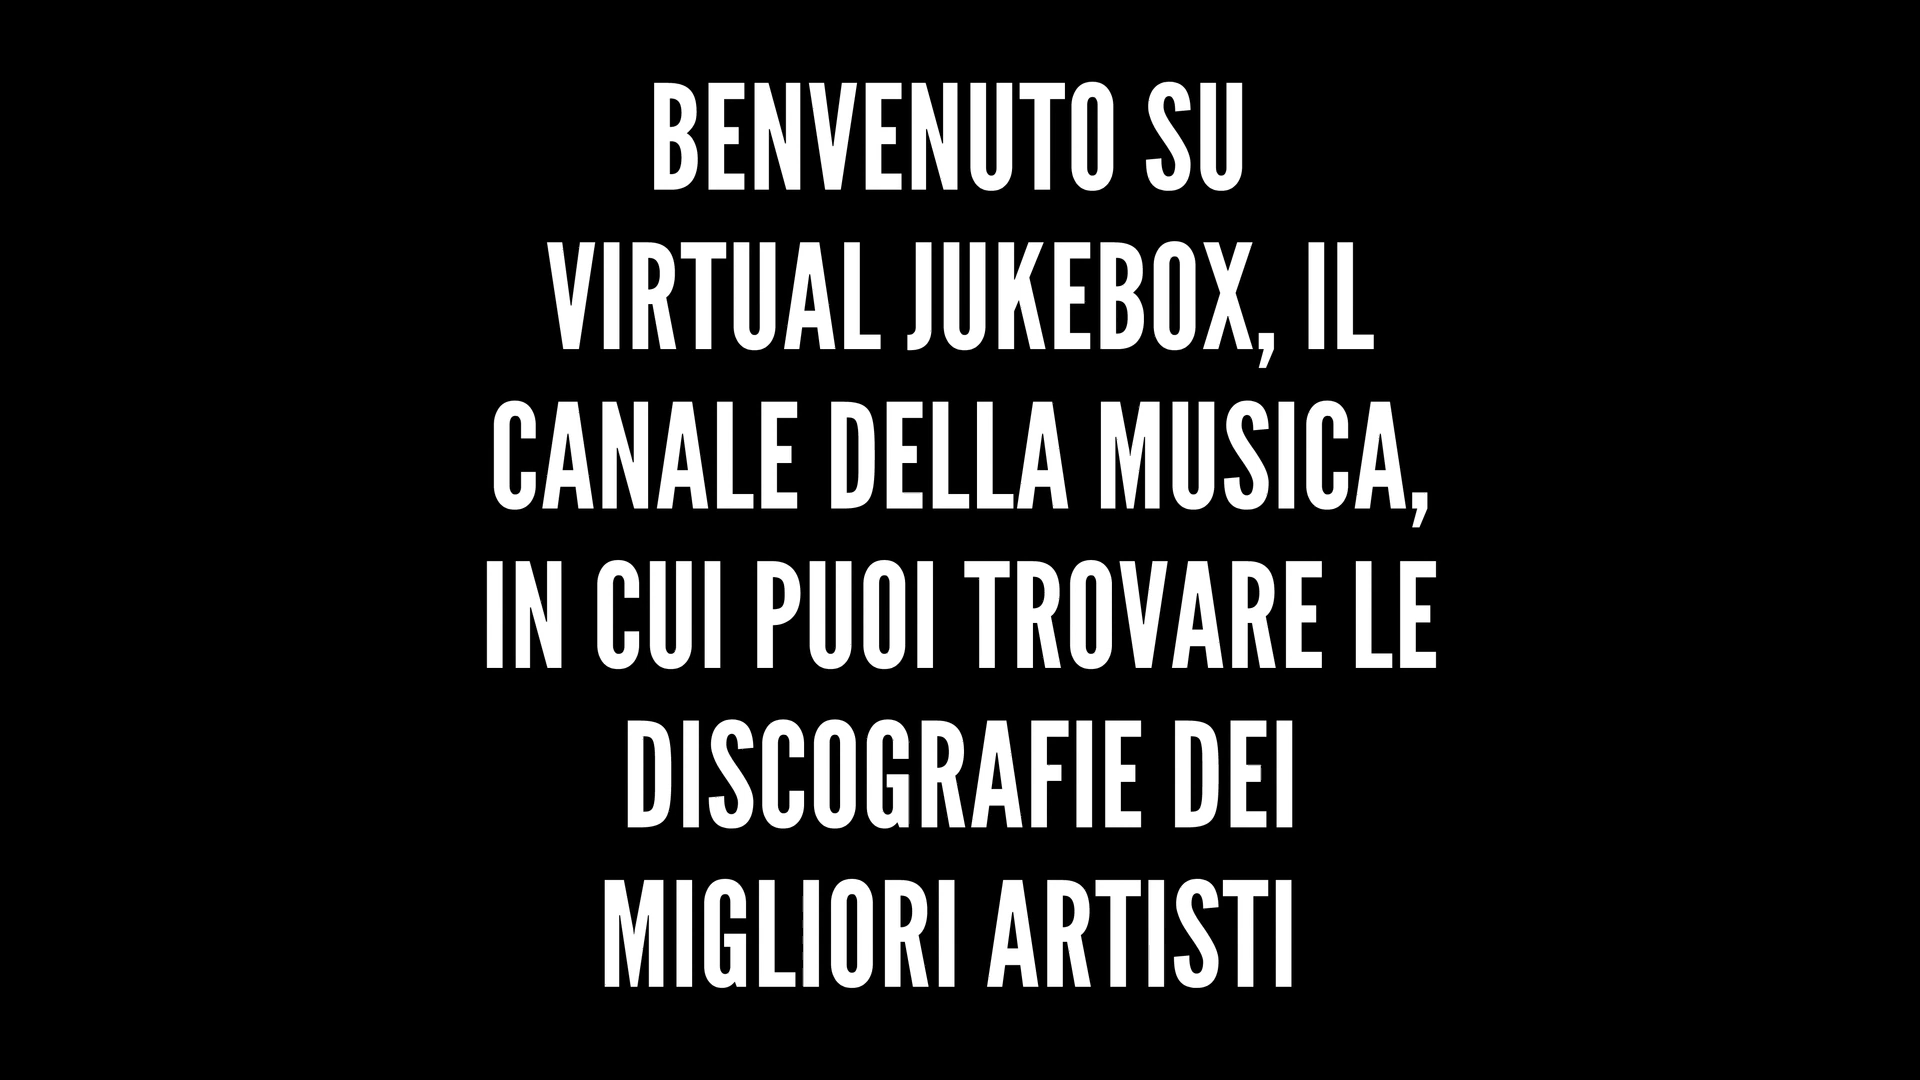 BENVENUTO SU
VIRTUAL JUKEBOX, IL
CANALE DELLA MUSICA,
IN CUI PUOI TROVARE LE
DISCOGRAFIE DEI
MIGLIORI ARTISTI